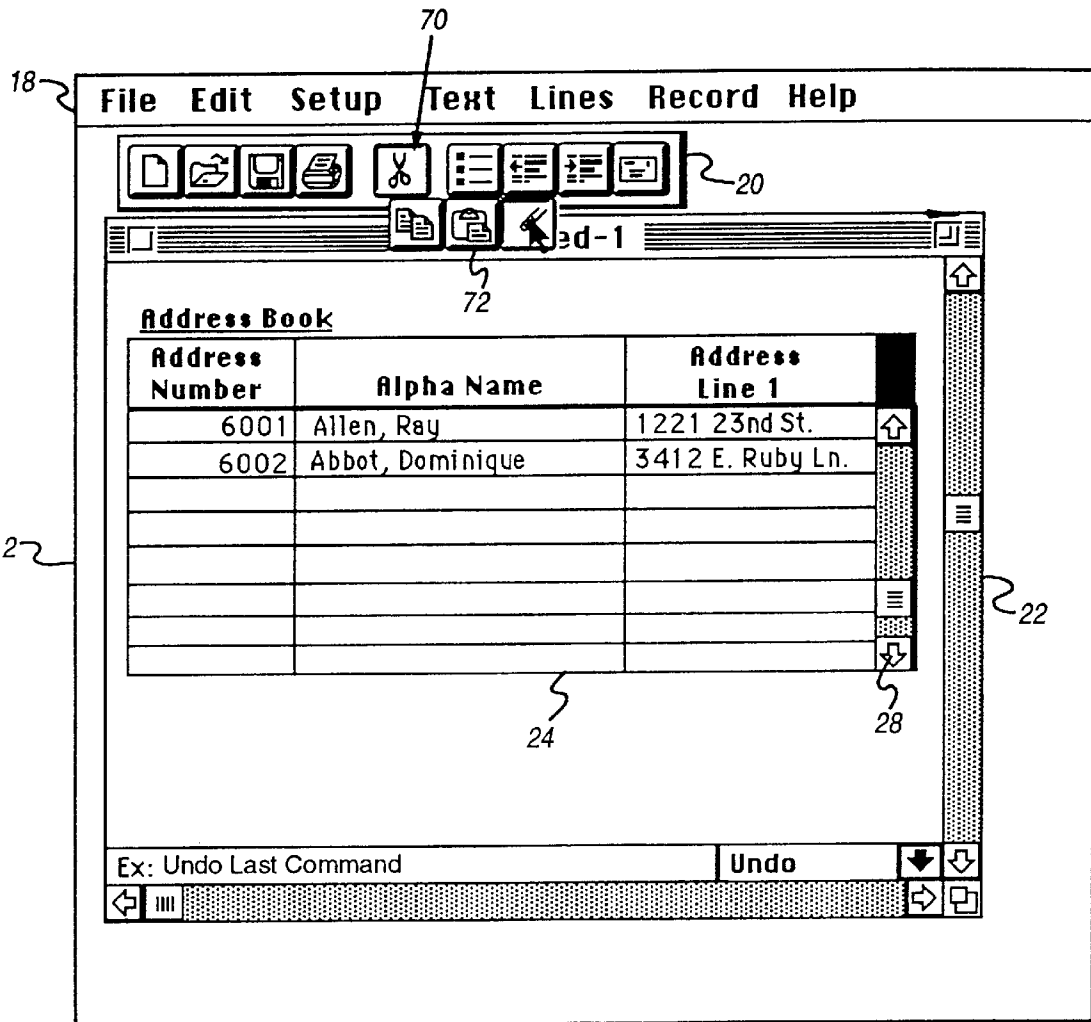 70
18
File Edit Setup Text Lines Record Help
20
ed-1
72
Address Book
Address Number Alpha Name Address Line 1
6001 Allen, Ray 1221 23nd St.
6002 Abbot, Dominique 3412 E. Ruby Ln.
2
22
24
28
Ex: Undo Last Command Undo